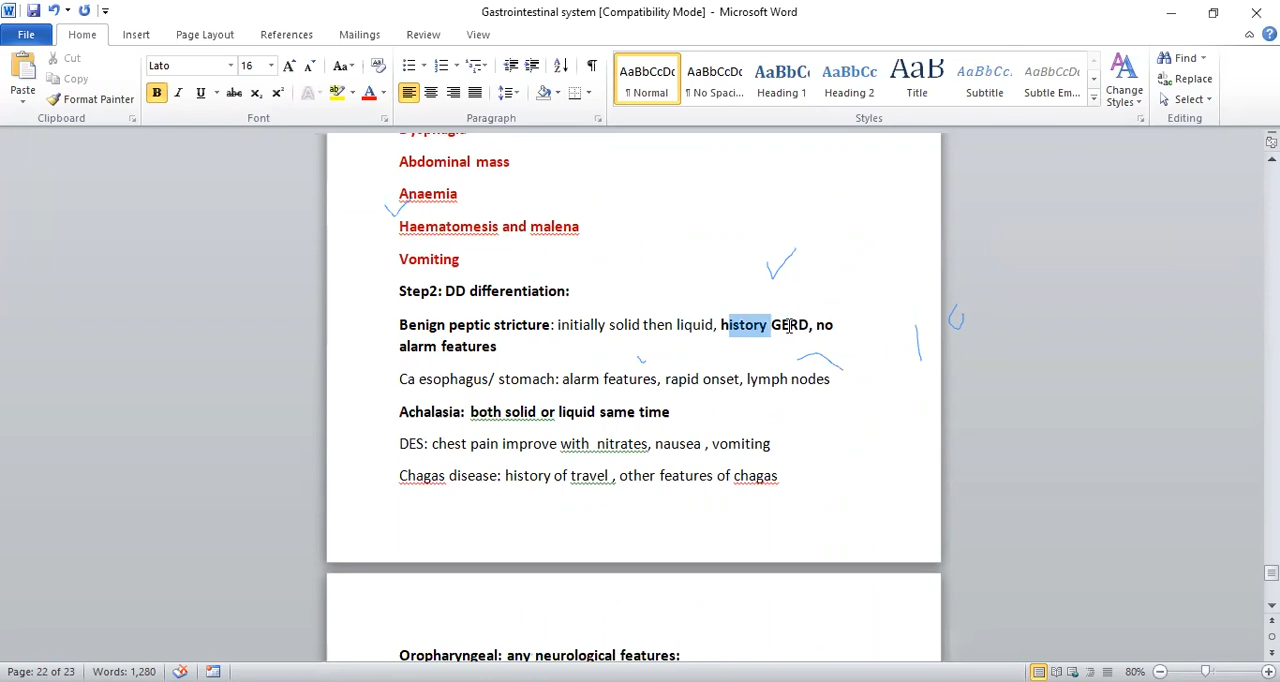 Gastrointestinal system [Compatibility Mode] - Microsoft Word
File Home Insert Page Layout References Mailings Review View
Paste
Cut
Copy
Format Painter
Clipboard
Lato 16
Font
Paragraph
AaBbCcDc AaBbCcDc AaBbC AaBbCc AaB AaBbCc. AaBbCcDc
¶ Normal ¶ No Spaci... Heading 1 Heading 2 Title Subtitle Subtle Em...
Styles
Change
Styles
Find
Replace
Select
Editing
Dysphagia
Abdominal mass
Anaemia
Haematomesis and malena
Vomiting
Step2: DD differentiation:
Benign peptic stricture: initially solid then liquid, history GERD, no
alarm features
Ca esophagus/ stomach: alarm features, rapid onset, lymph nodes
Achalasia: both solid or liquid same time
DES: chest pain improve with nitrates, nausea , vomiting
Chagas disease: history of travel , other features of chagas
Oropharyngeal: any neurological features:
Page: 22 of 23 Words: 1,280 80%